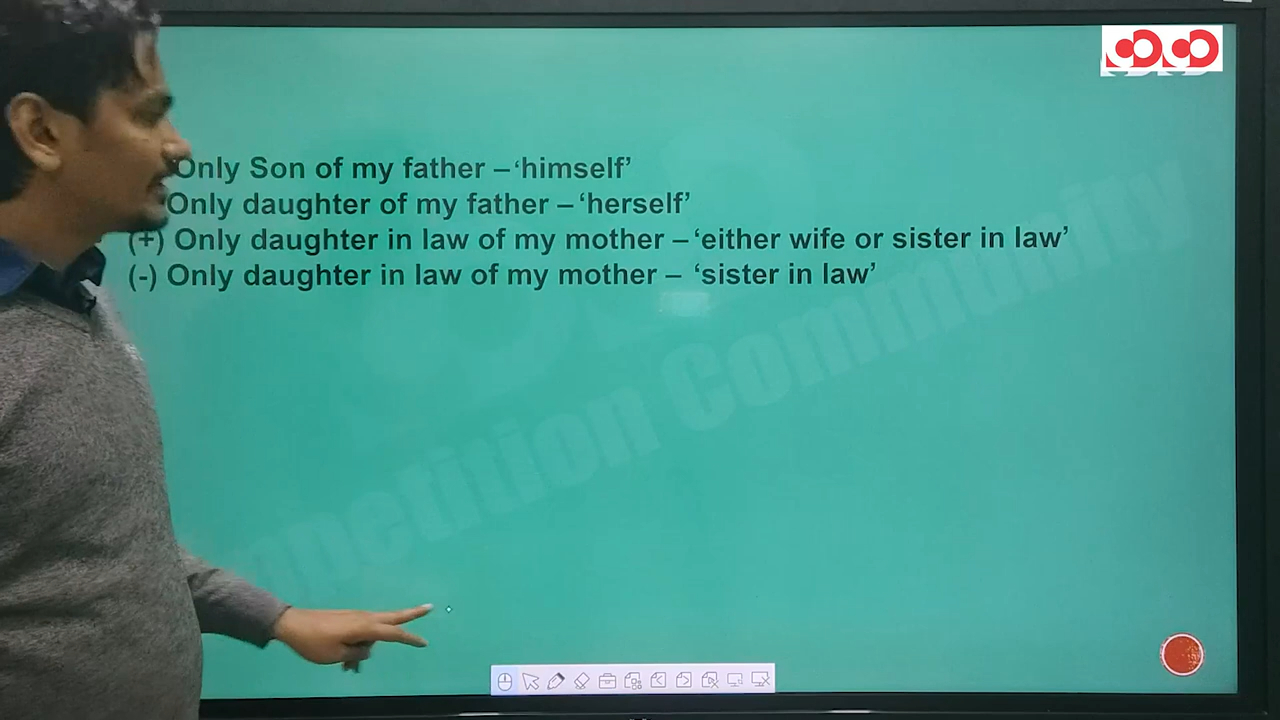 Only Son of my father – ‘himself’
Only daughter of my father – ‘herself’
(+) Only daughter in law of my mother – ‘either wife or sister in law’
(-) Only daughter in law of my mother – ‘sister in law’
Community